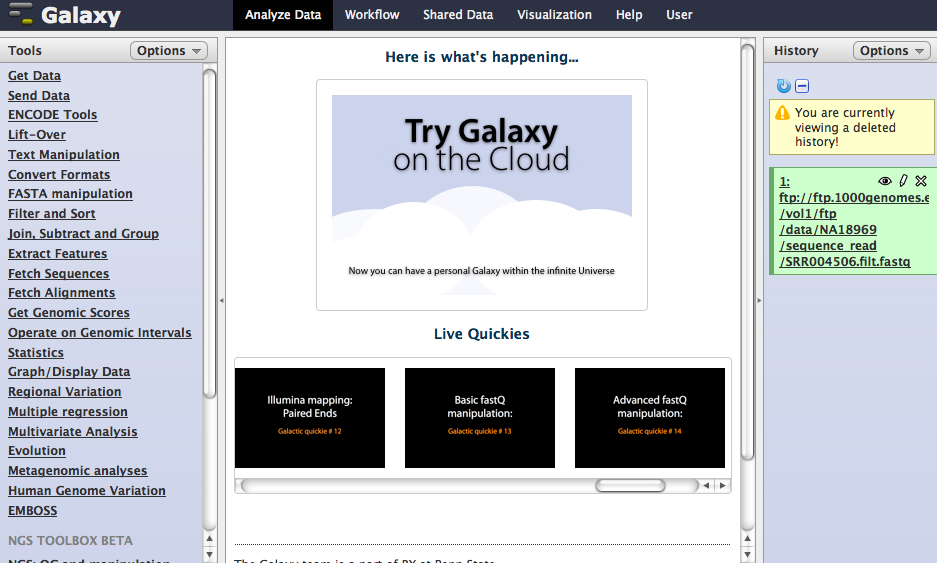 Galaxy
Analyze Data
Workflow
Shared Data
Visualization
Help
User
Tools
Options
Get Data
Send Data
ENCODE Tools
Lift-Over
Text Manipulation
Convert Formats
FASTA manipulation
Filter and Sort
Join, Subtract and Group
Extract Features
Fetch Sequences
Fetch Alignments
Get Genomic Scores
Operate on Genomic Intervals
Statistics
Graph/Display Data
Regional Variation
Multiple regression
Multivariate Analysis
Evolution
Metagenomic analyses
Human Genome Variation
EMBOSS
NGS TOOLBOX BETA
NGS: QC and manipulation
Here is what's happening...
Try Galaxy
on the Cloud
Now you can have a personal Galaxy within the infinite Universe
Live Quickies
Illumina mapping:
Paired Ends
Galactic quickie # 12
Basic fastQ
manipulation:
Galactic quickie # 13
Advanced fastQ
manipulation:
Galactic quickie # 14
The Galaxy team is a part of BX at Penn State
History
Options
You are currently
viewing a deleted
history!
1:
ftp://ftp.1000genomes.e
/vol1/ftp
/data/NA18969
/sequence_read
/SRR004506.filt.fastq